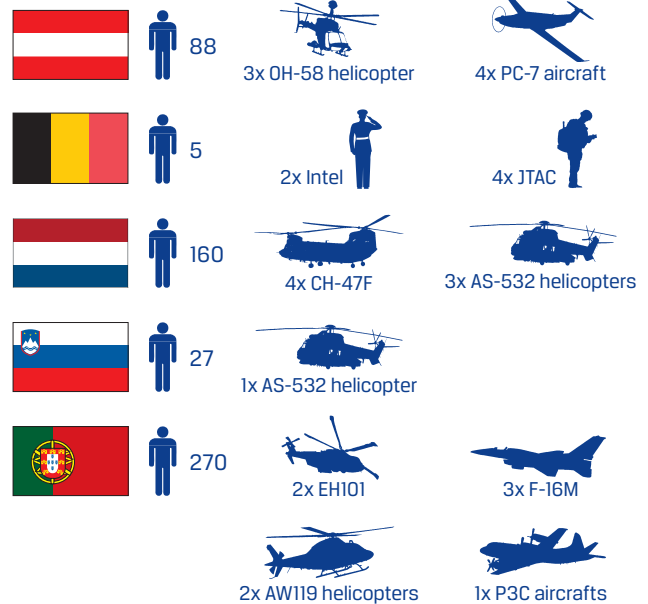 88
3x OH-58 helicopter
4x PC-7 aircraft
5
2x Intel
4x JTAC
160
4x CH-47F
3x AS-532 helicopters
27
1x AS-532 helicopter
270
2x EH101
3x F-16M
2x AW119 helicopters
1x P3C aircrafts